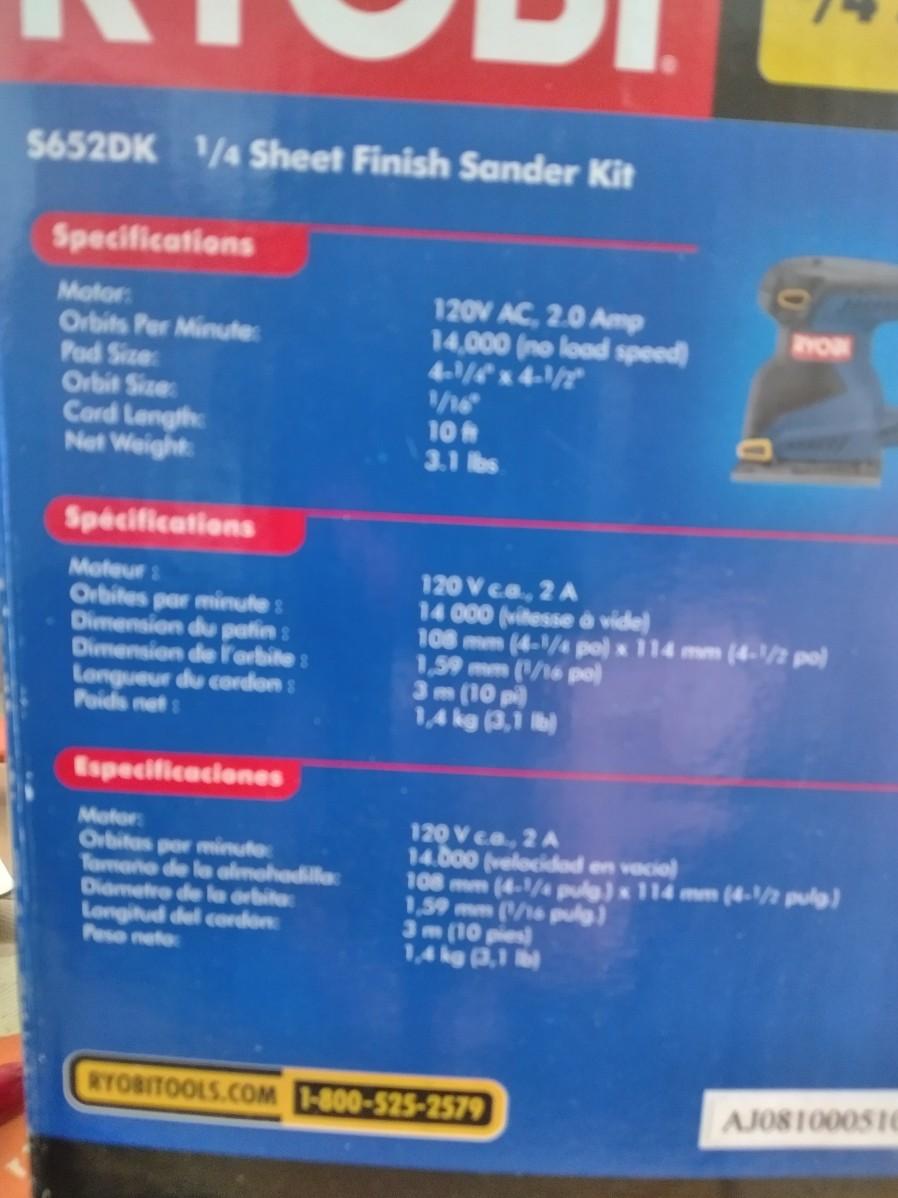 RYOBI®
1/4
S652DK 1/4 Sheet Finish Sander Kit
Specifications
Motor: 120V AC, 2.0 Amp
Orbits Per Minute: 14,000 (no load speed)
Pad Size: 4-1/4" x 4-1/2"
Orbit Size: 1/16"
Cord Length: 10 ft
Net Weight: 3.1 lbs
RYOBI
Spécifications
Moteur : 120 V c.a., 2 A
Orbites par minute : 14 000 (vitesse à vide)
Dimension du patin : 108 mm (4-1/4 po) x 114 mm (4-1/2 po)
Dimension de l'orbite : 1,59 mm (1/16 po)
Longueur du cordon : 3 m (10 pi)
Poids net : 1,4 kg (3,1 lb)
Especificaciones
Motor: 120 V c.a., 2 A
Orbitas por minuto: 14.000 (velocidad en vacío)
Tamaño de la almohadilla: 108 mm (4-1/4 pulg.) x 114 mm (4-1/2 pulg.)
Diámetro de la órbita: 1,59 mm (1/16 pulg.)
Longitud del cordón: 3 m (10 pies)
Peso neto: 1,4 kg (3,1 lb)
RYOBITOOLS.COM 1-800-525-2579
AJ081000510